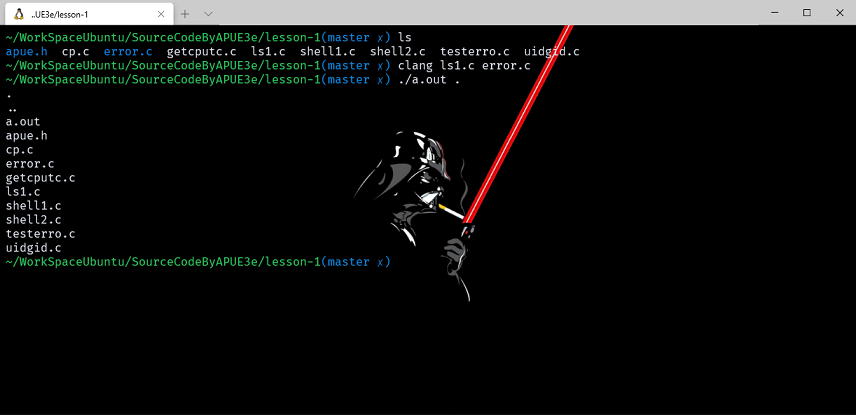 ..UE3e/lesson-1
~/WorkSpaceUbuntu/SourceCodeByAPUE3e/lesson-1(master x) ls
apue.h cp.c error.c getcputc.c ls1.c shell1.c shell2.c testerro.c uidgid.c
~/WorkSpaceUbuntu/SourceCodeByAPUE3e/lesson-1(master x) clang ls1.c error.c
~/WorkSpaceUbuntu/SourceCodeByAPUE3e/lesson-1(master x) ./a.out .
.
..
a.out
apue.h
cp.c
error.c
getcputc.c
ls1.c
shell1.c
shell2.c
testerro.c
uidgid.c
~/WorkSpaceUbuntu/SourceCodeByAPUE3e/lesson-1(master x)